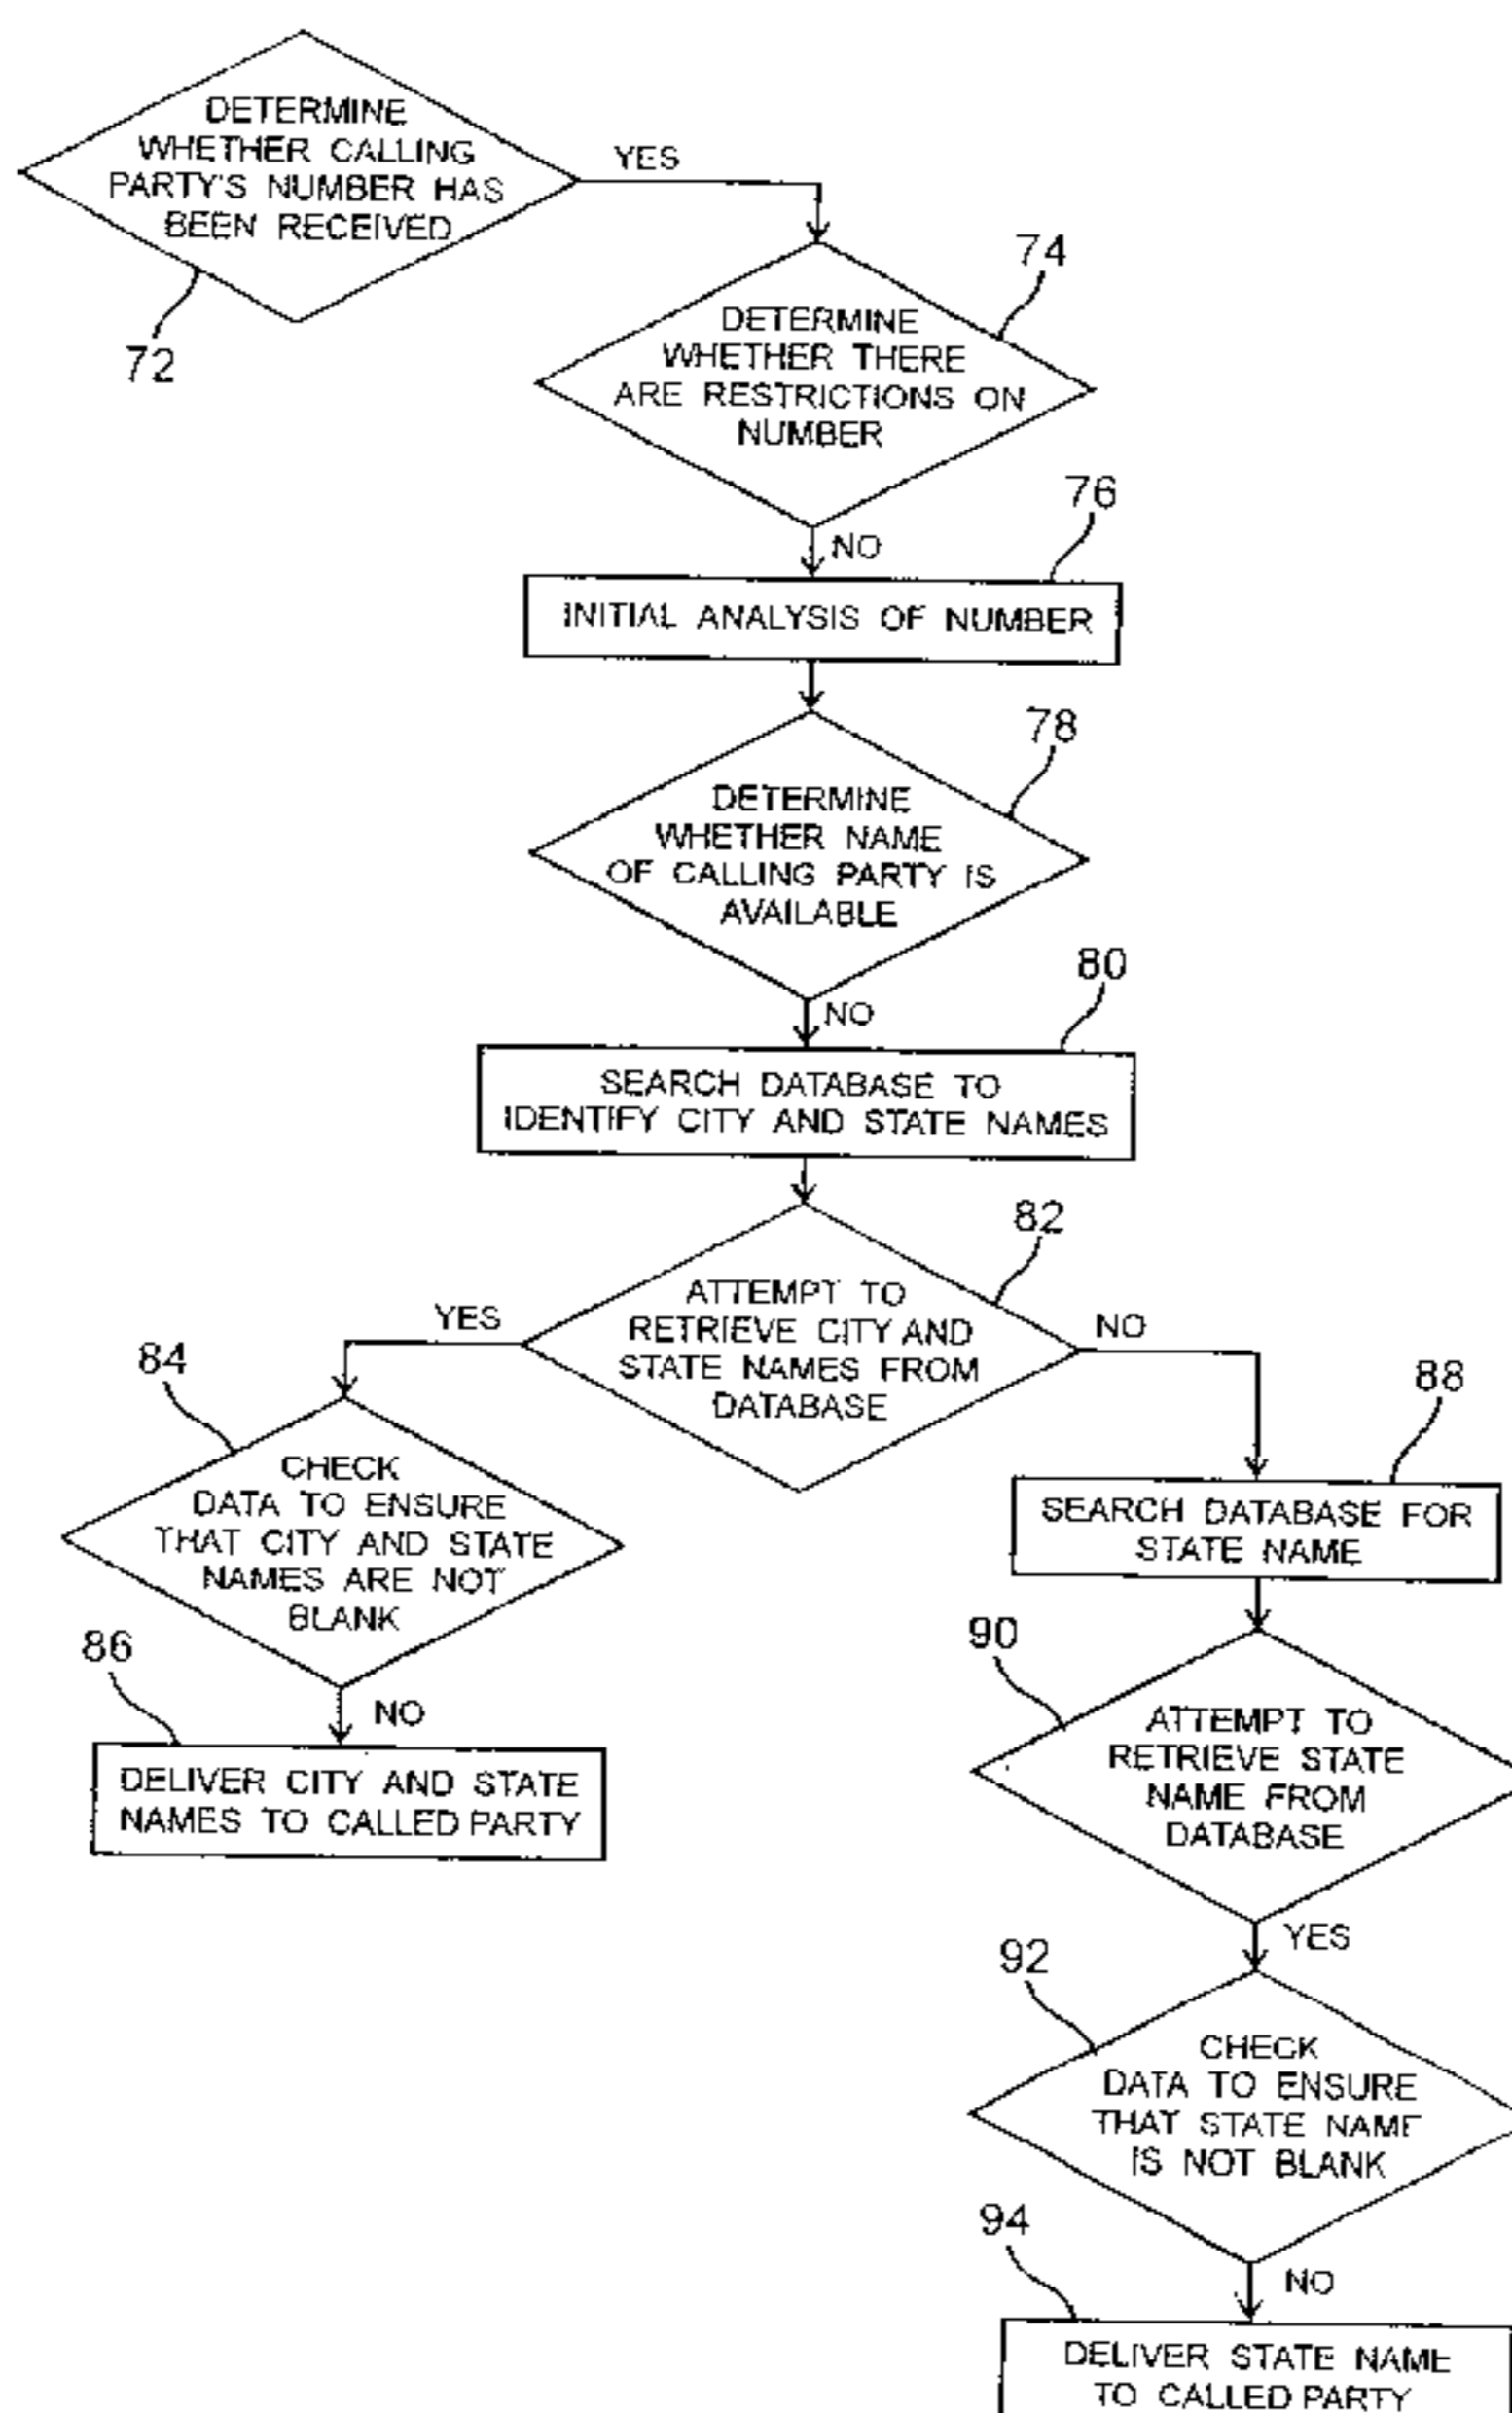 DETERMINE
WHETHER CALLING
PARTY'S NUMBER HAS
BEEN RECEIVED
YES
72
74
DETERMINE
WHETHER THERE
ARE RESTRICTIONS ON
NUMBER
NO
76
INITIAL ANALYSIS OF NUMBER
78
DETERMINE
WHETHER NAME
OF CALLING PARTY IS
AVAILABLE
NO
80
SEARCH DATABASE TO
IDENTIFY CITY AND STATE NAMES
82
ATTEMPT TO
RETRIEVE CITY AND
STATE NAMES FROM
DATABASE
YES
NO
84
CHECK
DATA TO ENSURE
THAT CITY AND STATE
NAMES ARE NOT
BLANK
NO
86
DELIVER CITY AND STATE
NAMES TO CALLED PARTY
88
SEARCH DATABASE FOR
STATE NAME
90
ATTEMPT TO
RETRIEVE STATE
NAME FROM
DATABASE
YES
92
CHECK
DATA TO ENSURE
THAT STATE NAME
IS NOT BLANK
NO
94
DELIVER STATE NAME
TO CALLED PARTY